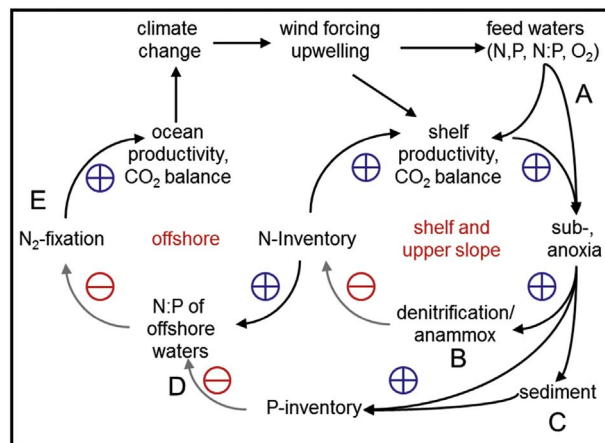 climate
change
wind forcing
upwelling
feed waters
(N,P, N:P, O₂)
A
ocean
productivity,
CO₂ balance
shelf
productivity,
CO₂ balance
E
N₂-fixation
offshore
N-Inventory
shelf and
upper slope
sub-,
anoxia
N:P of
offshore
waters
denitrification/
anammox
B
D
P-inventory
sediment
C